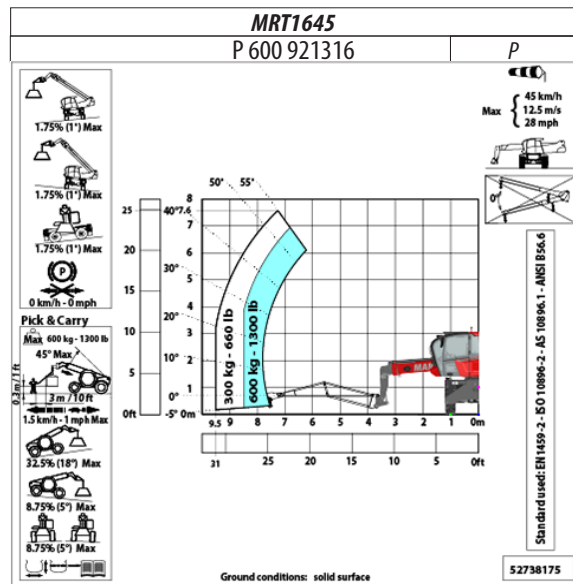 MRT1645
P 600 921316
P
1.75% (1°) Max
1.75% (1°) Max
1.75% (1°) Max
P
0 km/h - 0 mph
Pick & Carry
Max
600 kg - 1300 lb
45° Max
0.3 m / 1 ft
3 m / 10 ft
1.5 km/h - 1 mph Max
32.5% (18°) Max
8.75% (5°) Max
8.75% (5°) Max
Max
45 km/h
12.5 m/s
28 mph
50°
55°
25
20
15
10
5
0ft
8
40°
7.6
7
6
5
30°
4
3
20°
2
10°
1
0°
-5°
0m
300 kg - 660 lb
600 kg - 1300 lb
MAN
9.5
9
8
7
6
5
4
3
2
1
0m
31
25
20
15
10
5
0ft
Standard used: EN1459-2 - ISO 10896-2 - AS 10896.1 - ANSI B56.6
Ground conditions: solid surface
52738175